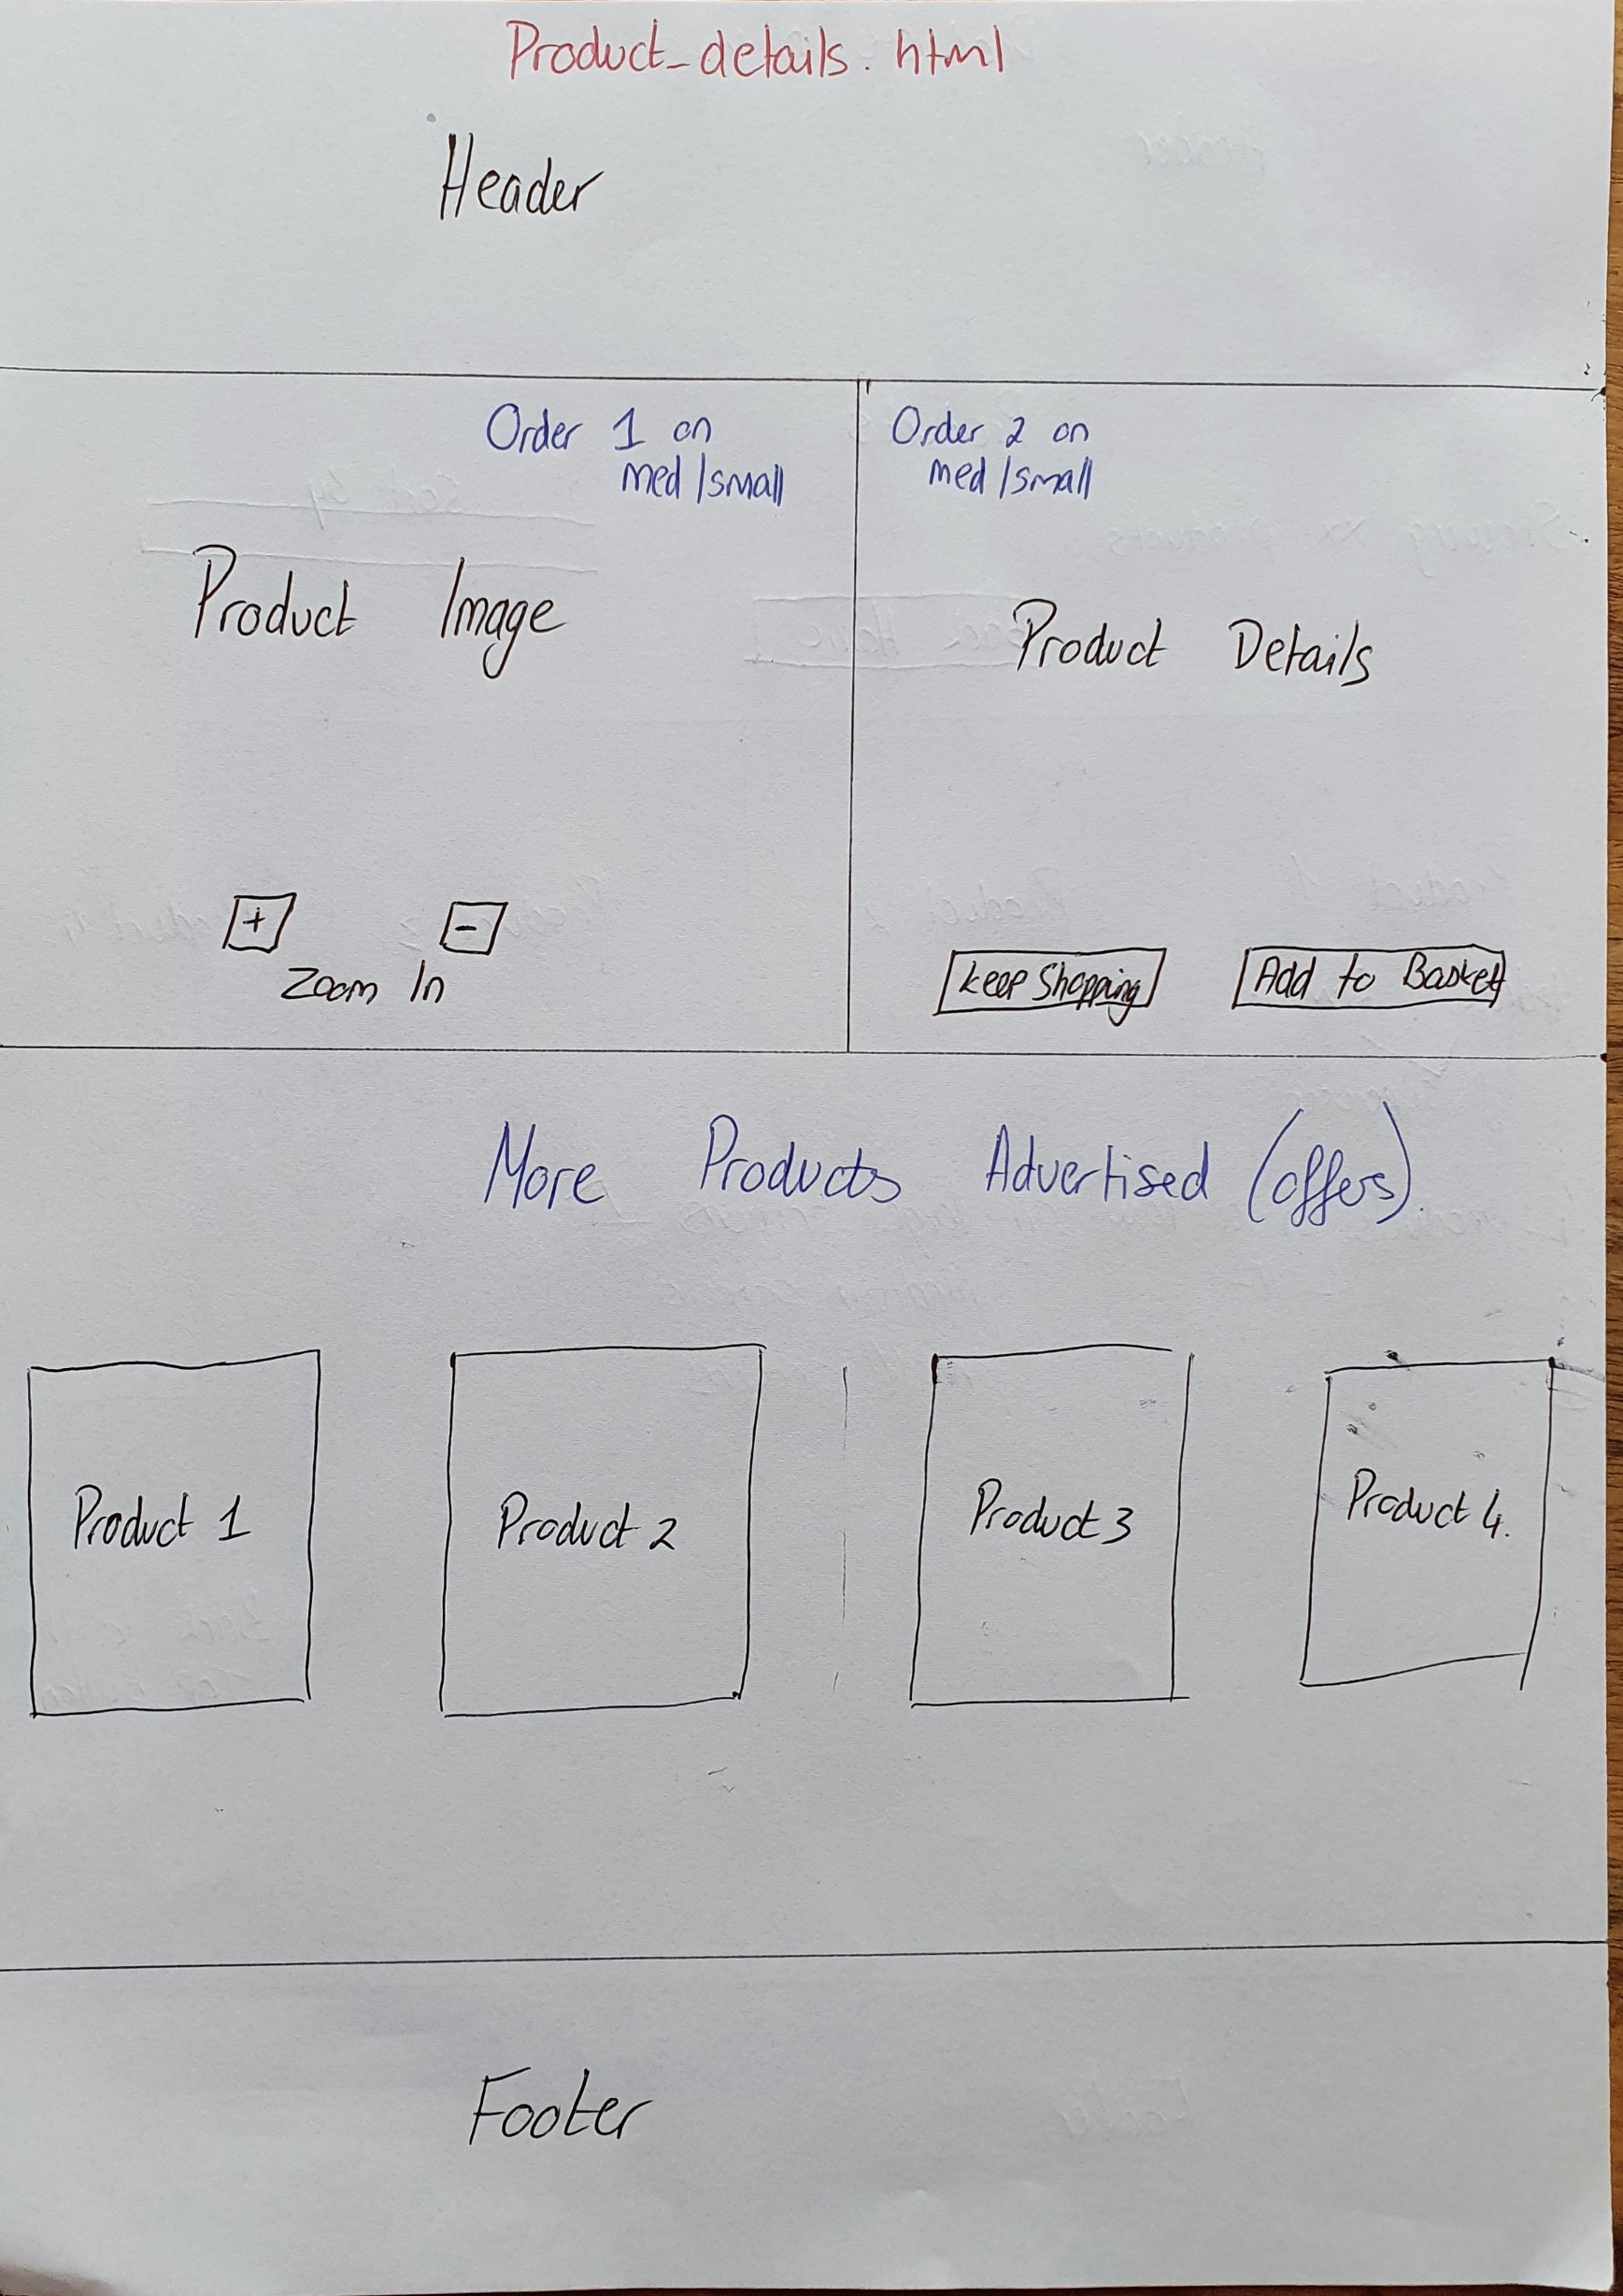 Product_details.html
Header
Order 1 on
med/small
Order 2 on
med/small
Product Image
Product Details
+
-
Zoom In
Keep Shopping
Add to Basket
More Products Advertised (offers).
Product 1
Product 2
Product 3
Product 4.
Footer